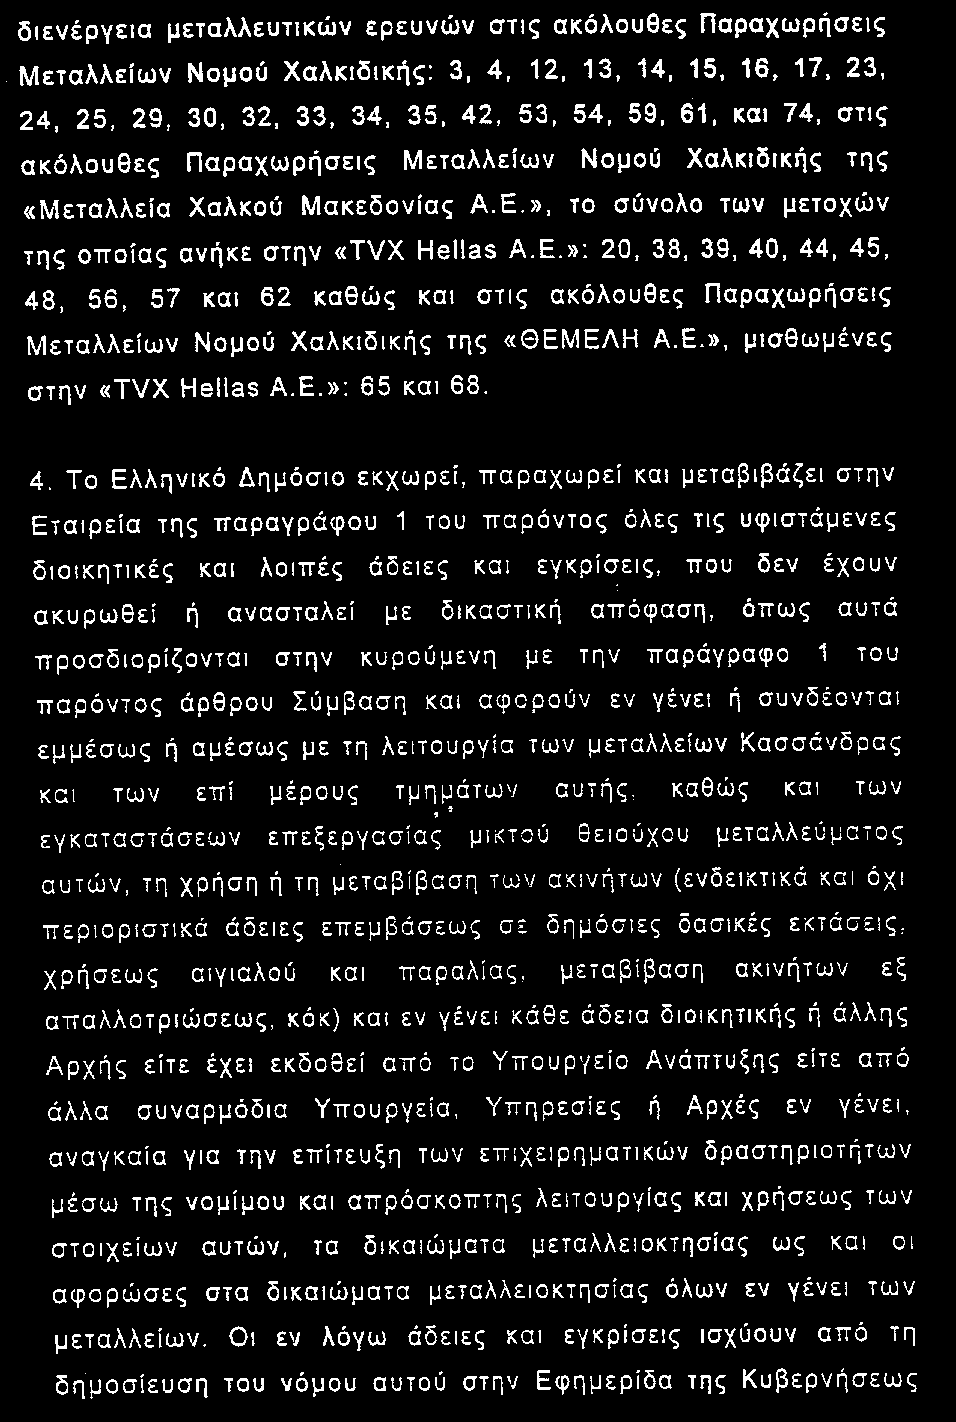 διενέργεια μεταλλευτικών ερευνών στις ακόλουθες Παραχωρήσεις
Μεταλλείων Νομού Χαλκιδικής: 3, 4, 12, 13, 14, 15, 16, 17, 23,
24, 25, 29, 30, 32, 33, 34, 35, 42, 53, 54, 59, 61, και 74, στις
ακόλουθες Παραχωρήσεις Μεταλλείων Νομού Χαλκιδικής της
«Μεταλλεία Χαλκού Μακεδονίας Α.Ε.», το σύνολο των μετοχών
της οποίας ανήκε στην «TVX Hellas Α.Ε.»: 20, 38, 39, 40, 44, 45,
48, 56, 57 και 62 καθώς και στις ακόλουθες Παραχωρήσεις
Μεταλλείων Νομού Χαλκιδικής της «ΘΕΜΕΛΗ Α.Ε.», μισθωμένες
στην «TVX Hellas Α.Ε.»: 65 και 68.
4. Το Ελληνικό Δημόσιο εκχωρεί, παραχωρεί και μεταβιβάζει στην
Εταιρεία της παραγράφου 1 του παρόντος όλες τις υφιστάμενες
διοικητικές και λοιπές άδειες και εγκρίσεις, που δεν έχουν
ακυρωθεί ή ανασταλεί με δικαστική απόφαση, όπως αυτά
προσδιορίζονται στην κυρούμενη με την παράγραφο 1 του
παρόντος άρθρου Σύμβαση και αφορούν εν γένει ή συνδέονται
εμμέσως ή αμέσως με τη λειτουργία των μεταλλείων Κασσάνδρας
και των επί μέρους τμημάτων αυτής, καθώς και των
εγκαταστάσεων επεξεργασίας μικτού θειούχου μεταλλεύματος
αυτών, τη χρήση ή τη μεταβίβαση των ακινήτων (ενδεικτικά και όχι
περιοριστικά άδειες επεμβάσεως σε δημόσιες δασικές εκτάσεις,
χρήσεως αιγιαλού και παραλίας, μεταβίβαση ακινήτων εξ
απαλλοτριώσεως, κόκ) και εν γένει κάθε άδεια διοικητικής ή άλλης
Αρχής είτε έχει εκδοθεί από το Υπουργείο Ανάπτυξης είτε από
άλλα συναρμόδια Υπουργεία, Υπηρεσίες ή Αρχές εν γένει,
αναγκαία για την επίτευξη των επιχειρηματικών δραστηριοτήτων
μέσω της νομίμου και απρόσκοπτης λειτουργίας και χρήσεως των
στοιχείων αυτών, τα δικαιώματα μεταλλειοκτησίας ως και οι
αφορώσες στα δικαιώματα μεταλλειοκτησίας όλων εν γένει των
μεταλλείων. Οι εν λόγω άδειες και εγκρίσεις ισχύουν από τη
δημοσίευση του νόμου αυτού στην Εφημερίδα της Κυβερνήσεως